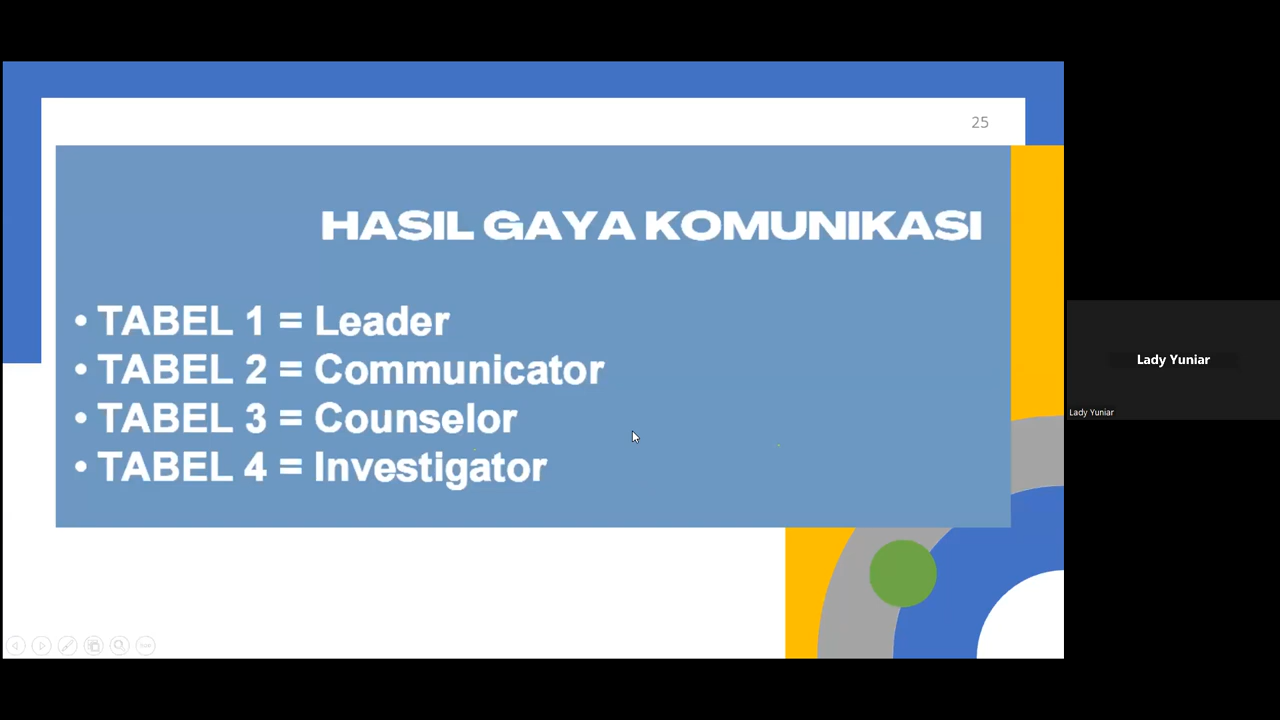 25
HASIL GAYA KOMUNIKASI
• TABEL 1 = Leader
• TABEL 2 = Communicator
• TABEL 3 = Counselor
• TABEL 4 = Investigator
Lady Yuniar
Lady Yuniar